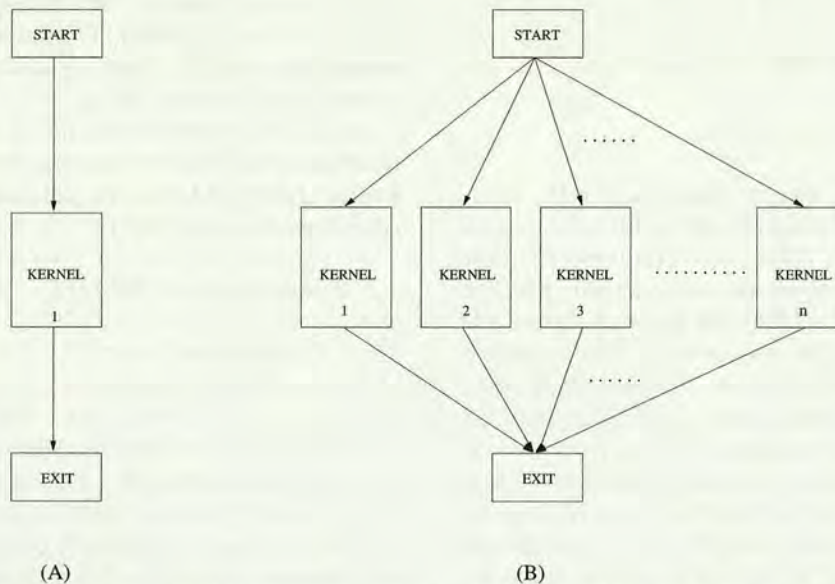 START
START
......
KERNEL
1
KERNEL
1
KERNEL
2
KERNEL
3
..........
KERNEL
n
......
EXIT
EXIT
(A)
(B)